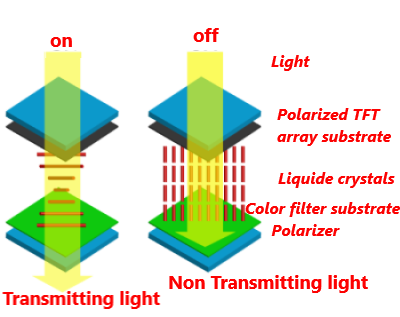 on
off
Light
Polarized TFT
array substrate
Liquide crystals
Color filter substrate
Polarizer
Transmitting light
Non Transmitting light